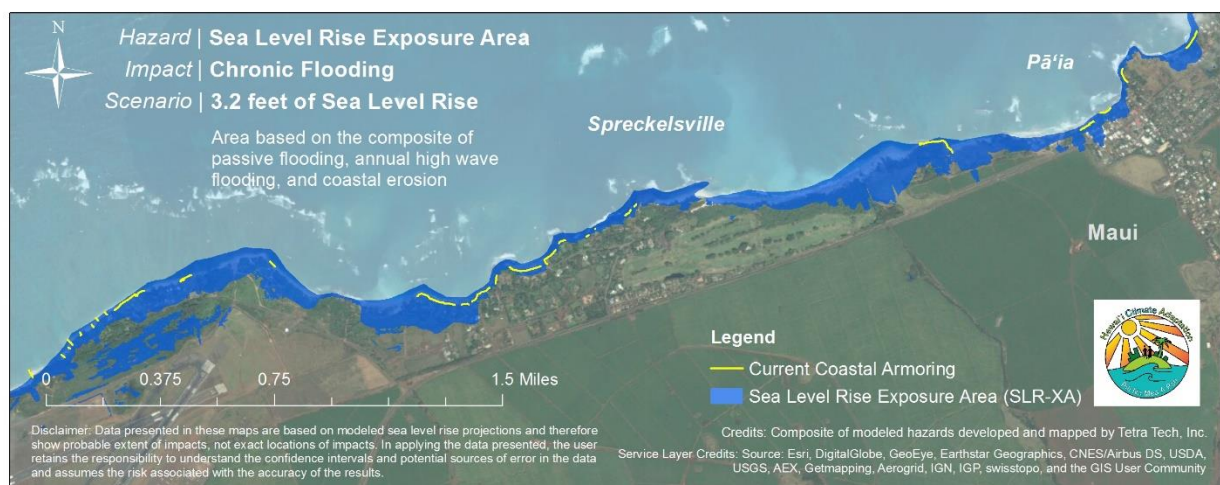 N
Hazard | Sea Level Rise Exposure Area
Impact | Chronic Flooding
Scenario | 3.2 feet of Sea Level Rise
Area based on the composite of
passive flooding, annual high wave
flooding, and coastal erosion
Spreckelsville
Pāʻia
Maui
0 0.375 0.75 1.5 Miles
Legend
Current Coastal Armoring
Sea Level Rise Exposure Area (SLR-XA)
Hawaiʻi Climate Adaptation
Disclaimer: Data presented in these maps are based on modeled sea level rise projections and therefore
show probable extent of impacts, not exact locations of impacts. In applying the data presented, the user
retains the responsibility to understand the confidence intervals and potential sources of error in the data
and assumes the risk associated with the accuracy of the results.
Credits: Composite of modeled hazards developed and mapped by Tetra Tech, Inc.
Service Layer Credits: Source: Esri, DigitalGlobe, GeoEye, Earthstar Geographics, CNES/Airbus DS, USDA,
USGS, AEX, Getmapping, Aerogrid, IGN, IGP, swisstopo, and the GIS User Community